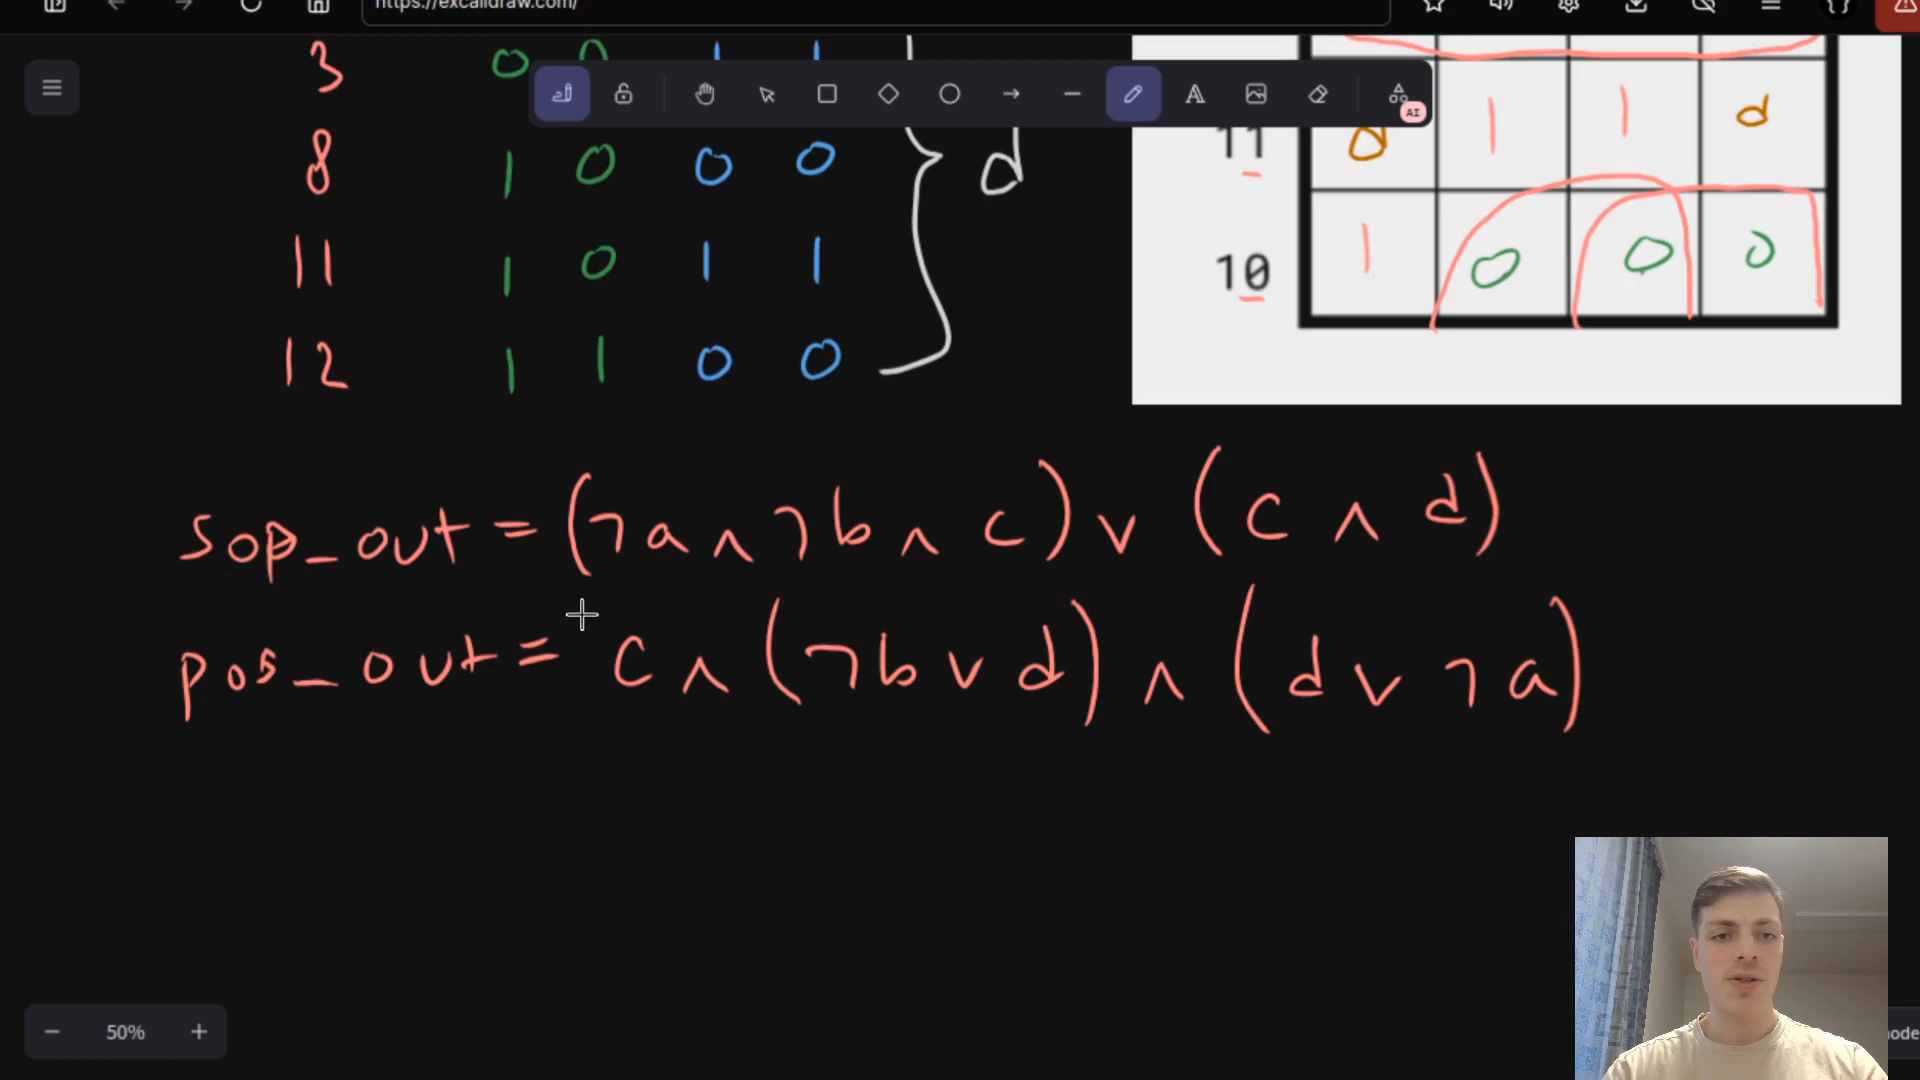 https://excalidraw.com/
3 0 0 1 1
8 1 0 0 0
d
11 1 0 1 1
12 1 1 0 0
AI
11 d 1 1 d
10 1 0 0 0
sop_out = (¬a ∧ ¬b ∧ c) ∨ (c ∧ d)
pos_out = c ∧ (¬b ∨ d) ∧ (d ∨ ¬a)
50%